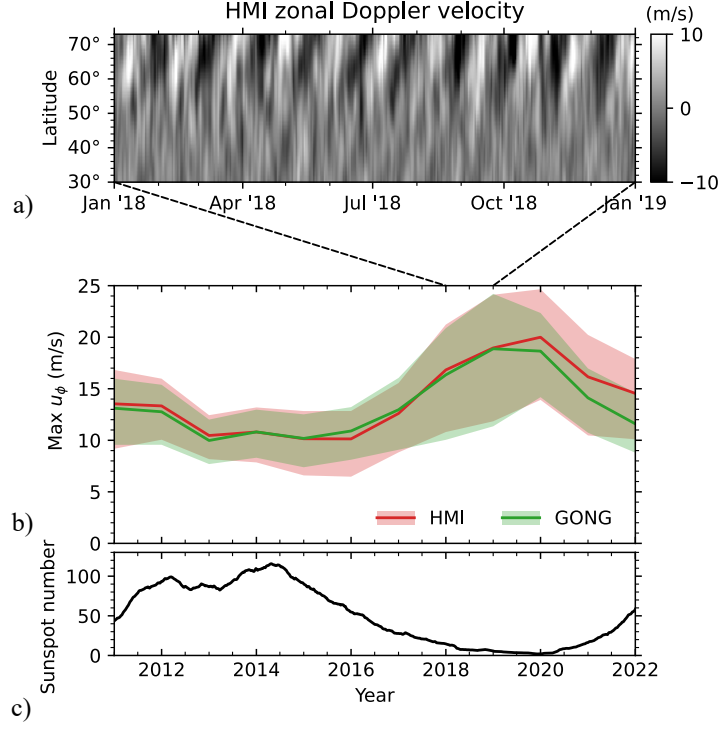 HMI zonal Doppler velocity
(m/s)
70°
60°
50°
40°
30°
Latitude
10
0
−10
a)
Jan '18
Apr '18
Jul '18
Oct '18
Jan '19
25
20
15
10
5
0
Max uϕ (m/s)
b)
HMI
GONG
100
50
0
Sunspot number
2012
2014
2016
2018
2020
2022
Year
c)